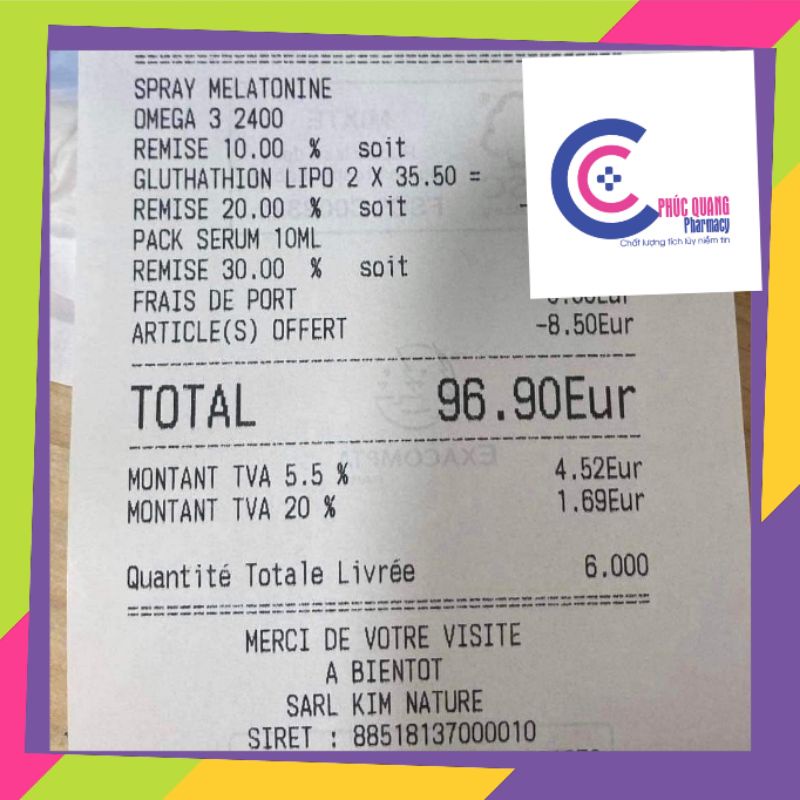 SPRAY MELATONINE
OMEGA 3 2400
REMISE 10.00 % soit
GLUTHATHION LIPO 2 X 35.50 =
REMISE 20.00 % soit -
PACK SERUM 10ML
REMISE 30.00 % soit
FRAIS DE PORT
ARTICLE(S) OFFERT -8.50Eur
TOTAL 96.90Eur
MONTANT TVA 5.5 % 4.52Eur
MONTANT TVA 20 % 1.69Eur
Quantité Totale Livrée 6.000
MERCI DE VOTRE VISITE
A BIENTOT
SARL KIM NATURE
SIRET : 88518137000010
PHÚC QUANG
Pharmacy
Chất lượng tích lũy niềm tin